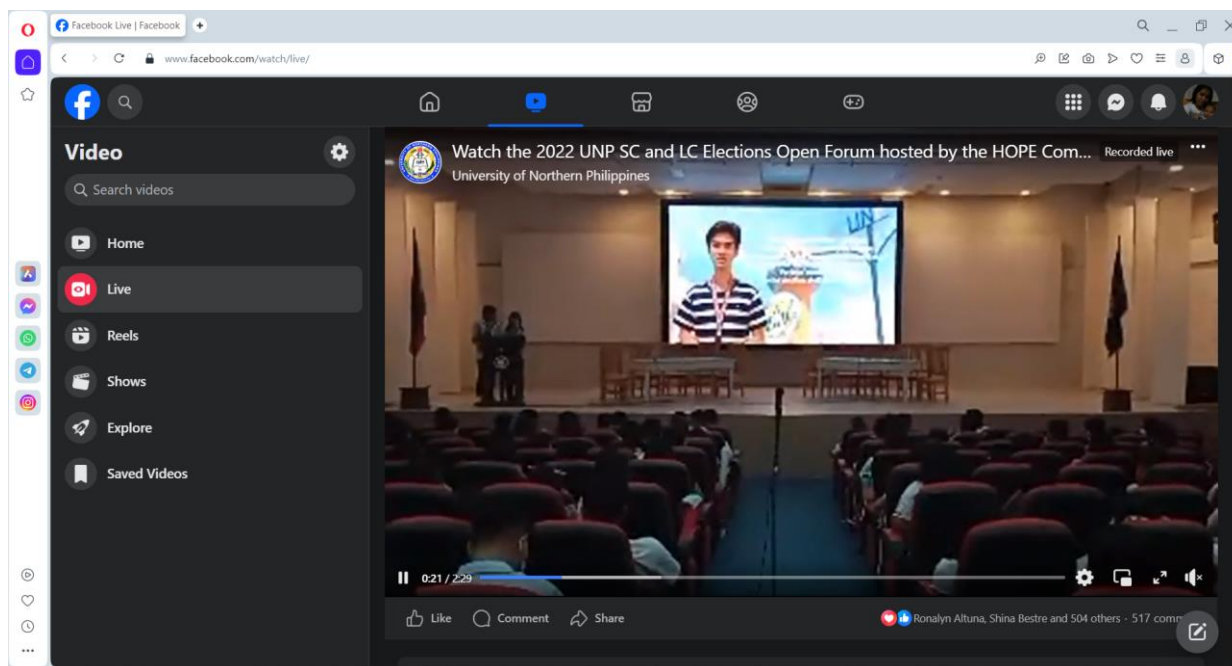 Facebook Live | Facebook
www.facebook.com/watch/live/
Video
Search videos
Home
Live
Reels
Shows
Explore
Saved Videos
Watch the 2022 UNP SC and LC Elections Open Forum hosted by the HOPE Com...
Recorded live
University of Northern Philippines
0:21 / 2:29
Like
Comment
Share
Ronalyn Altuna, Shina Bestre and 504 others · 517 comm